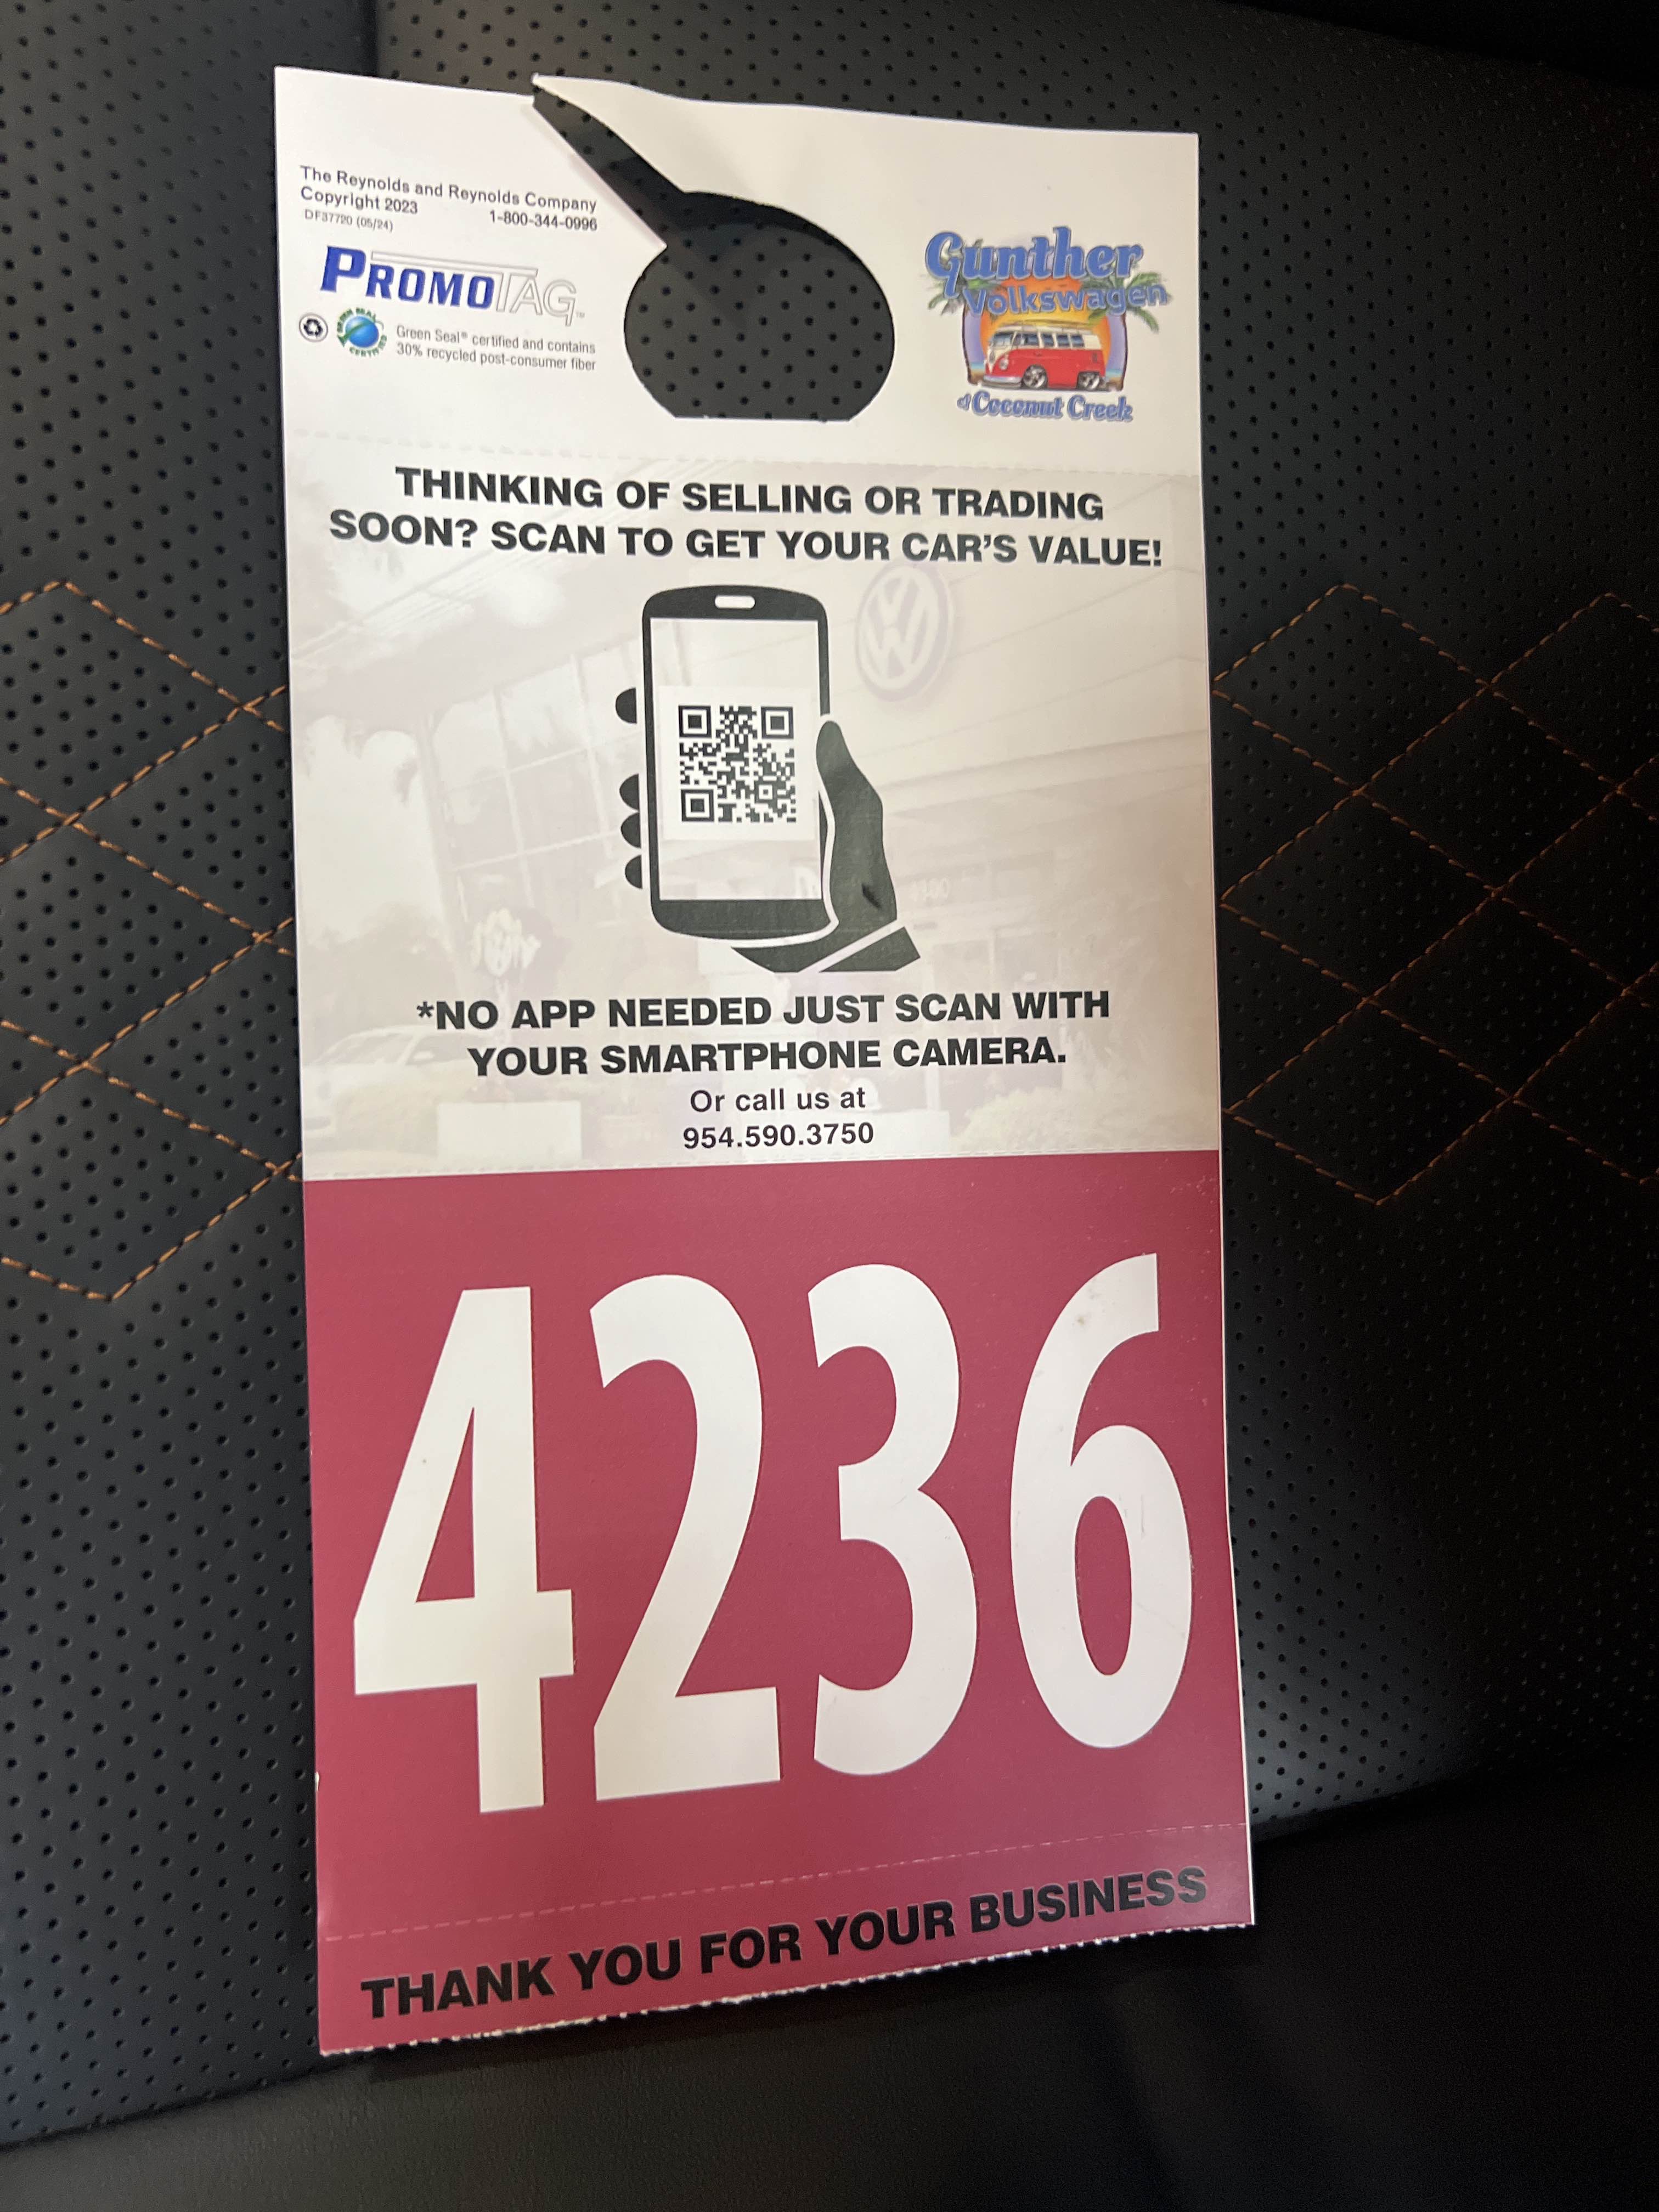 The Reynolds and Reynolds Company
Copyright 2023 1-800-344-0996
DF37720 (05/24)
PROMOTAG™
Green Seal® certified and contains
30% recycled post-consumer fiber
Gunther
Volkswagen
of Coconut Creek
THINKING OF SELLING OR TRADING
SOON? SCAN TO GET YOUR CAR'S VALUE!
*NO APP NEEDED JUST SCAN WITH
YOUR SMARTPHONE CAMERA.
Or call us at
954.590.3750
4236
THANK YOU FOR YOUR BUSINESS